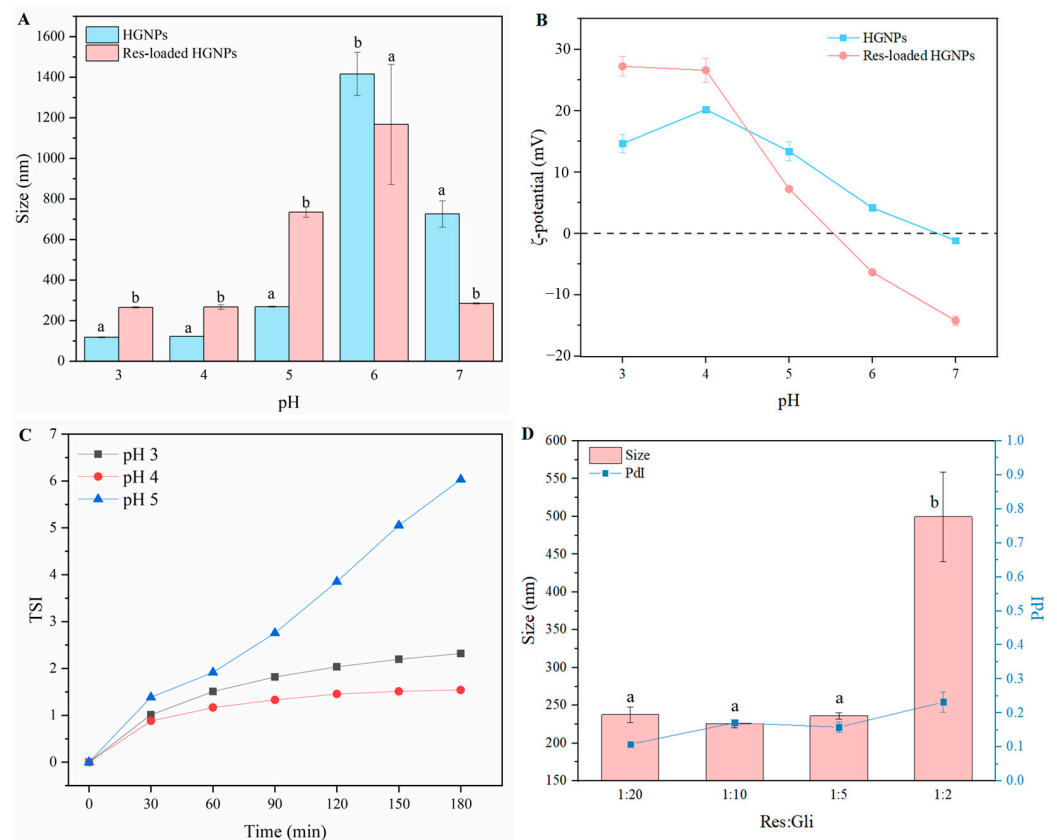 A
HGNPs
Res-loaded HGNPs
1600
1400
1200
1000
800
600
400
200
0
Size (nm)
a
b
a
b
a
b
b
a
a
b
3
4
5
6
7
pH
B
HGNPs
Res-loaded HGNPs
30
20
10
0
−10
−20
ζ-potential (mV)
3
4
5
6
7
pH
C
pH 3
pH 4
pH 5
7
6
5
4
3
2
1
0
TSI
0
30
60
90
120
150
180
Time (min)
D
Size
PdI
600
550
500
450
400
350
300
250
200
150
Size (nm)
a
a
a
b
1.0
0.9
0.8
0.7
0.6
0.5
0.4
0.3
0.2
0.1
0.0
PdI
1:20
1:10
1:5
1:2
Res:Gli